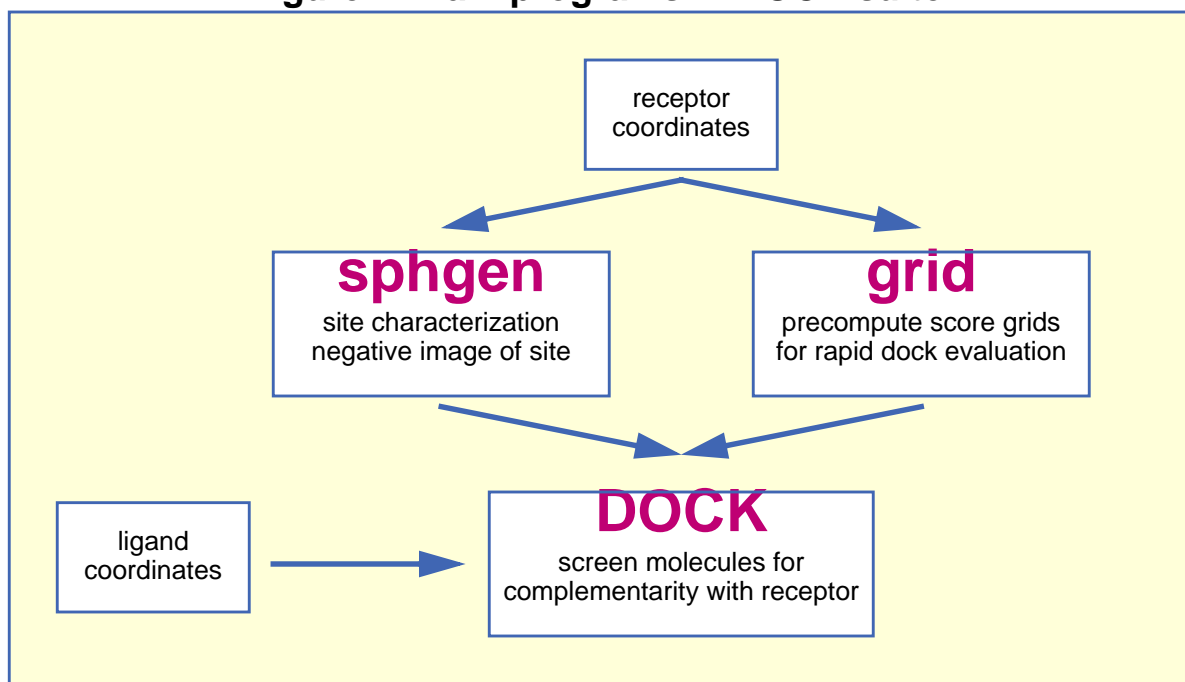 receptor
coordinates
sphgen
site characterization
negative image of site
grid
precompute score grids
for rapid dock evaluation
ligand
coordinates
DOCK
screen molecules for
complementarity with receptor